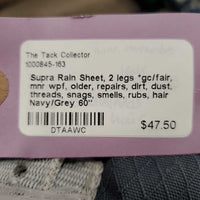 The Tack Collector
1000845-163
Supra Rain Sheet, 2 legs *gc/fair,
mnr wpf, older, repairs, dirt, dust,
threads, snags, smells, rubs, hair
Navy/Grey 60"
DTAAWC
$47.50